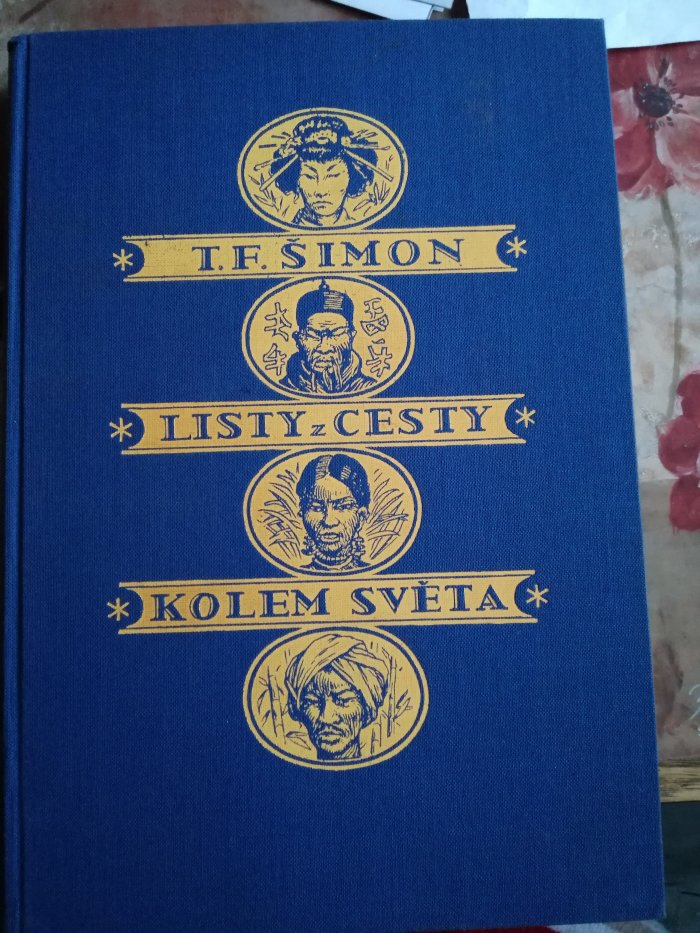 T. F. ŠIMON
LISTY z CESTY
KOLEM SVĚTA